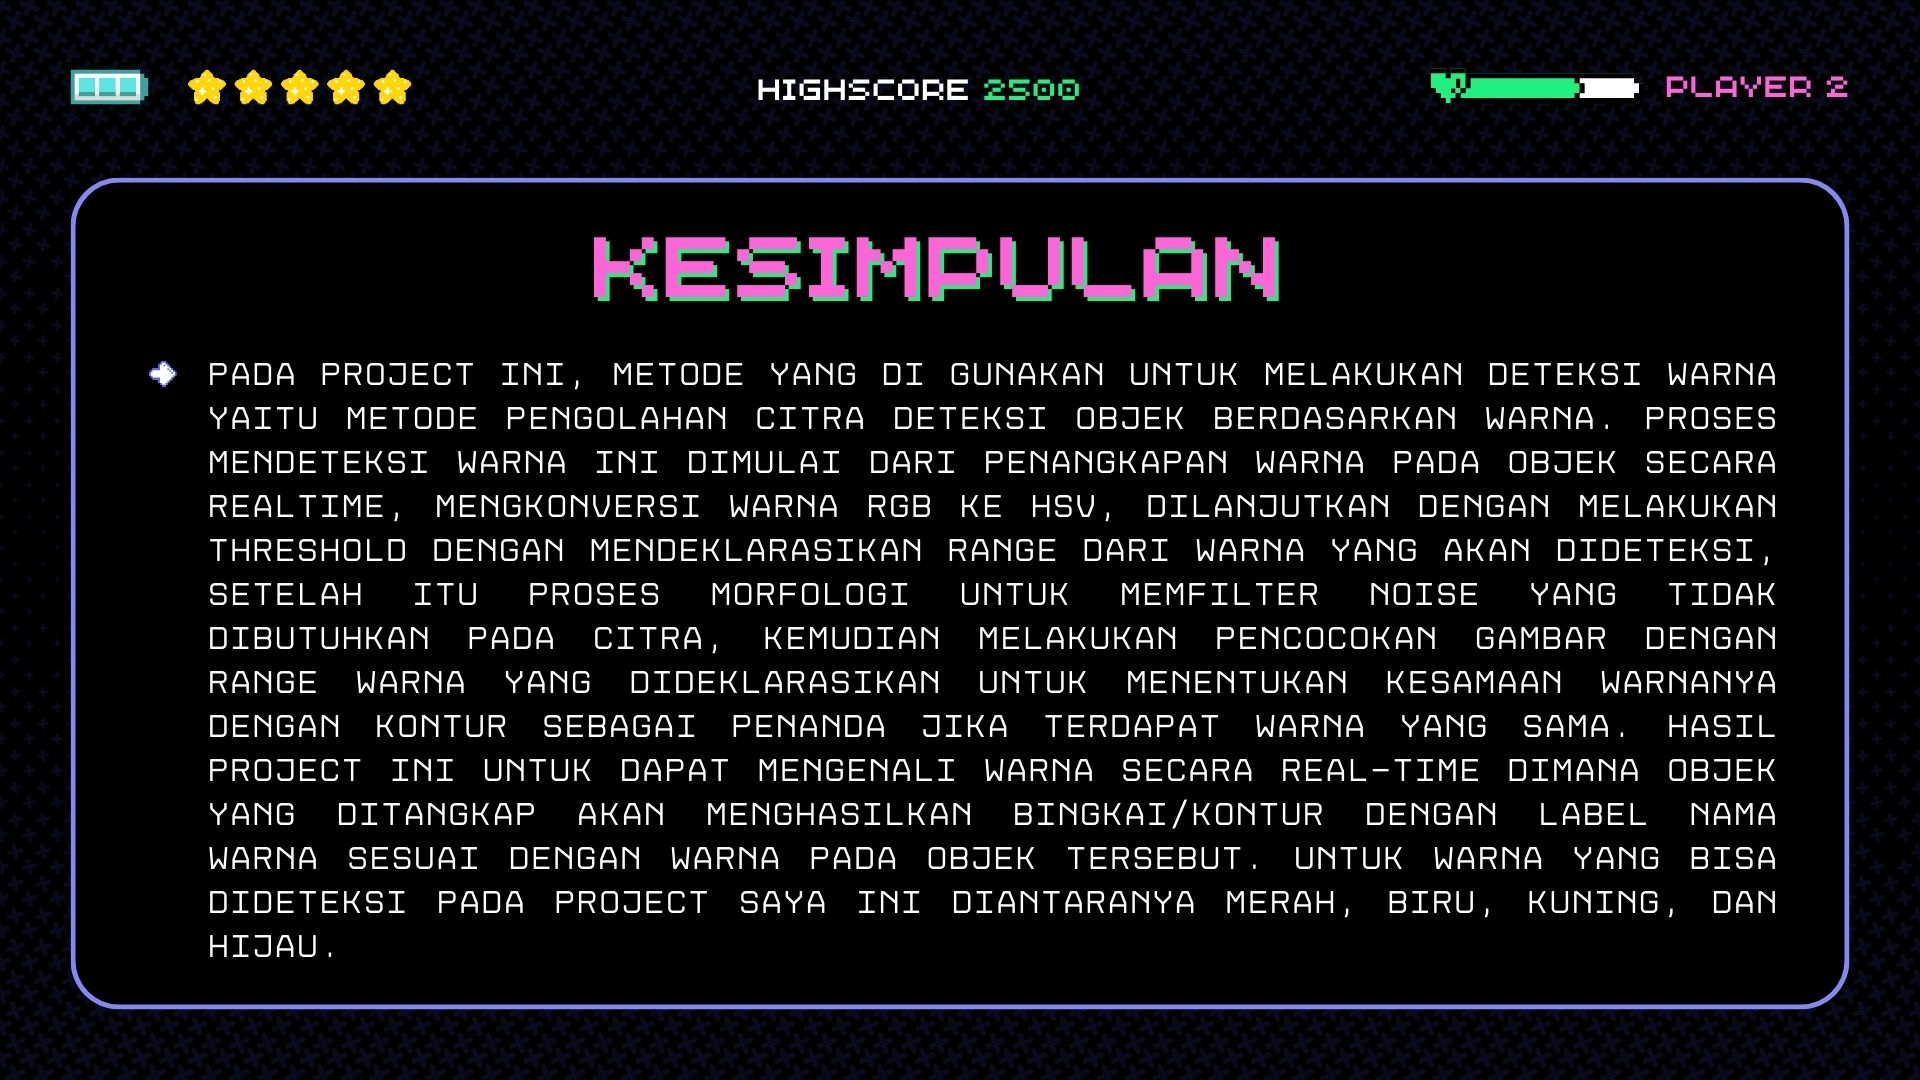 HIGHSCORE 2500
PLAYER 2
KESIMPULAN
PADA PROJECT INI, METODE YANG DI GUNAKAN UNTUK MELAKUKAN DETEKSI WARNA
YAITU METODE PENGOLAHAN CITRA DETEKSI OBJEK BERDASARKAN WARNA. PROSES
MENDETEKSI WARNA INI DIMULAI DARI PENANGKAPAN WARNA PADA OBJEK SECARA
REALTIME, MENGKONVERSI WARNA RGB KE HSV, DILANJUTKAN DENGAN MELAKUKAN
THRESHOLD DENGAN MENDEKLARASIKAN RANGE DARI WARNA YANG AKAN DIDETEKSI,
SETELAH ITU PROSES MORFOLOGI UNTUK MEMFILTER NOISE YANG TIDAK
DIBUTUHKAN PADA CITRA, KEMUDIAN MELAKUKAN PENCOCOKAN GAMBAR DENGAN
RANGE WARNA YANG DIDEKLARASIKAN UNTUK MENENTUKAN KESAMAAN WARNANYA
DENGAN KONTUR SEBAGAI PENANDA JIKA TERDAPAT WARNA YANG SAMA. HASIL
PROJECT INI UNTUK DAPAT MENGENALI WARNA SECARA REAL-TIME DIMANA OBJEK
YANG DITANGKAP AKAN MENGHASILKAN BINGKAI/KONTUR DENGAN LABEL NAMA
WARNA SESUAI DENGAN WARNA PADA OBJEK TERSEBUT. UNTUK WARNA YANG BISA
DIDETEKSI PADA PROJECT SAYA INI DIANTARANYA MERAH, BIRU, KUNING, DAN
HIJAU.